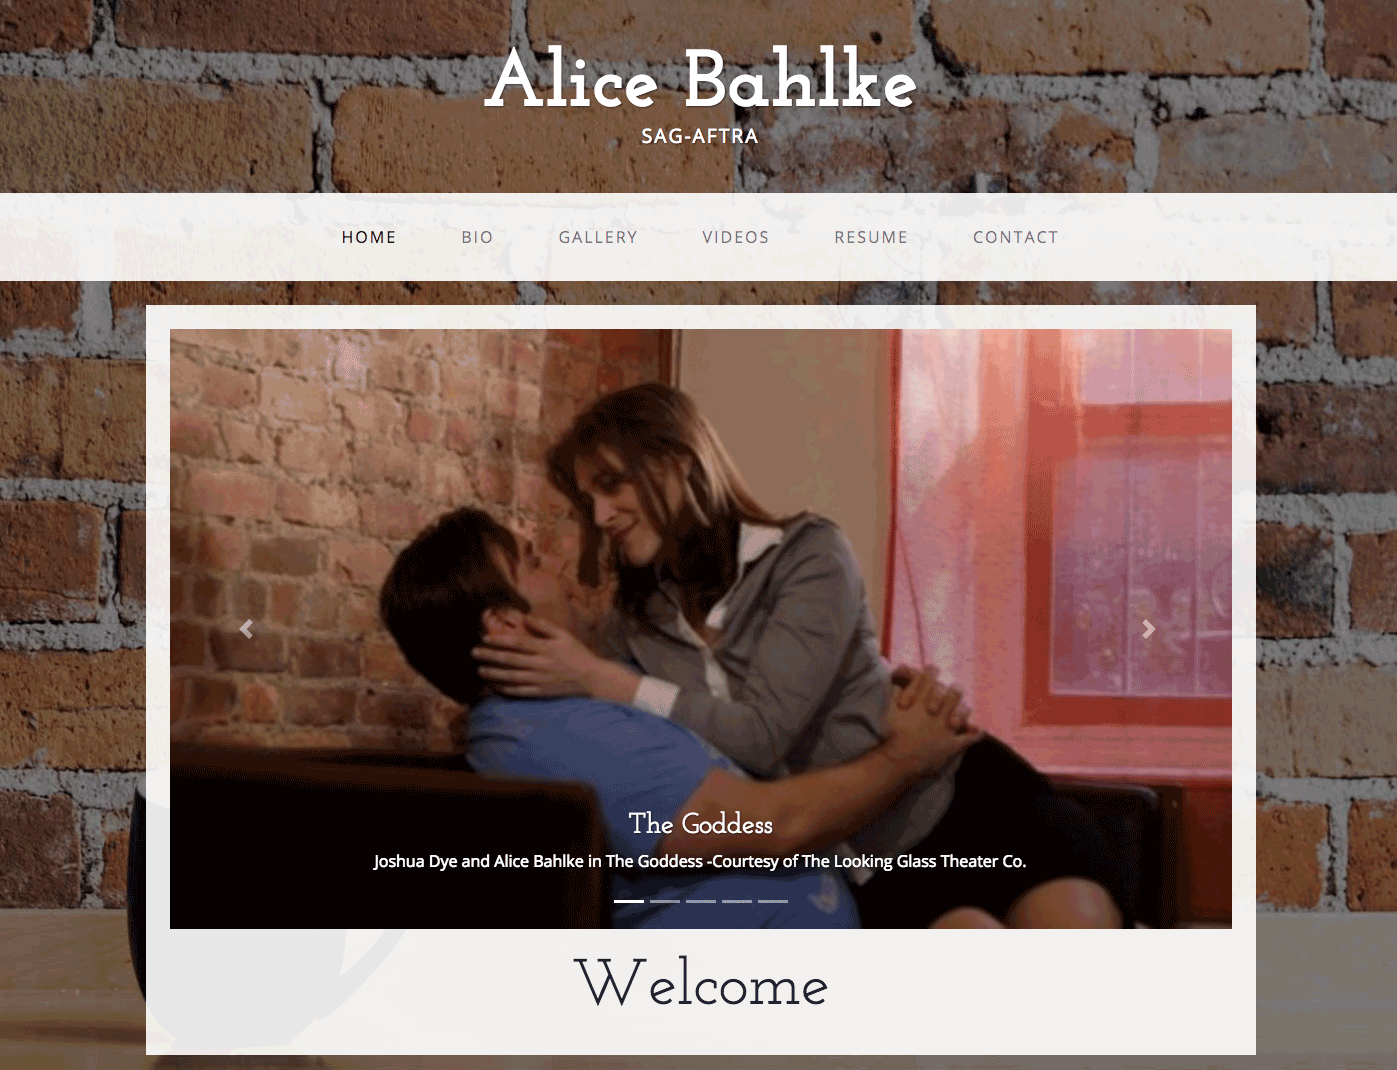 Alice Bahlke
SAG-AFTRA
HOME BIO GALLERY VIDEOS RESUME CONTACT
The Goddess
Joshua Dye and Alice Bahlke in The Goddess -Courtesy of The Looking Glass Theater Co.
Welcome